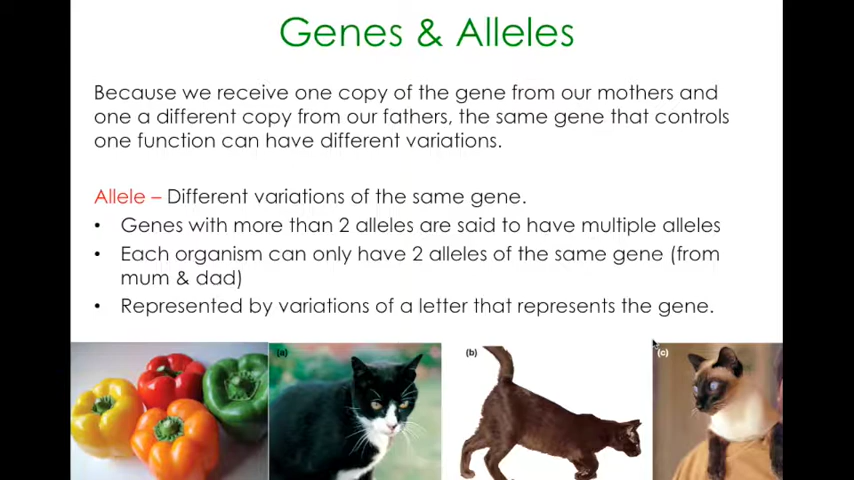 Genes & Alleles
Because we receive one copy of the gene from our mothers and
one a different copy from our fathers, the same gene that controls
one function can have different variations.
Allele – Different variations of the same gene.
• Genes with more than 2 alleles are said to have multiple alleles
• Each organism can only have 2 alleles of the same gene (from
mum & dad)
• Represented by variations of a letter that represents the gene.
(a)
(b)
(c)